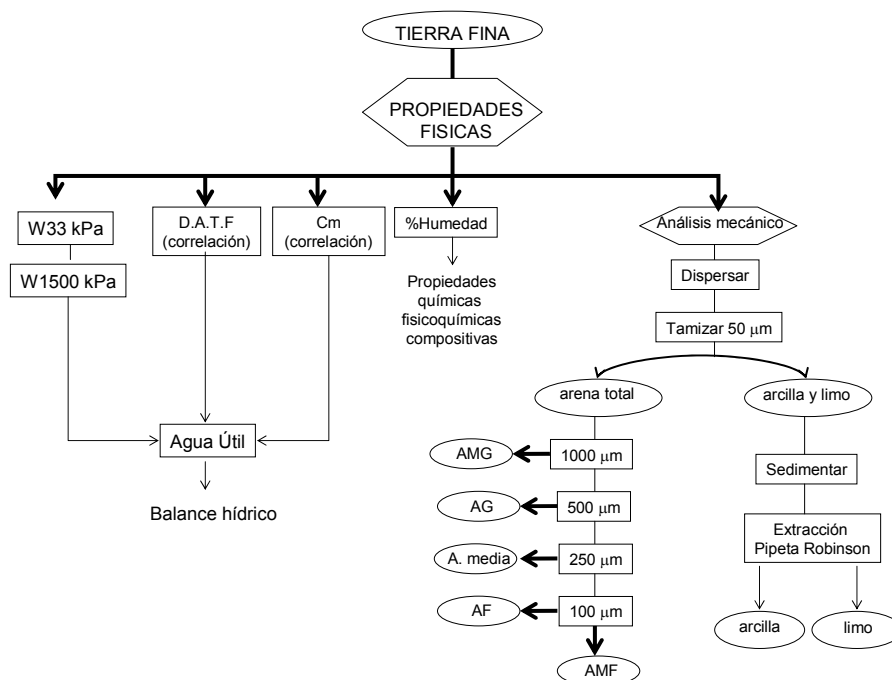 TIERRA FINA
PROPIEDADES
FISICAS
W33 kPa
W1500 kPa
D.A.T.F
(correlación)
Cm
(correlación)
%Humedad
Propiedades
químicas
fisicoquímicas
compositivas
Agua Útil
Balance hídrico
Análisis mecánico
Dispersar
Tamizar 50 μm
arena total
arcilla y limo
AMG
1000 μm
AG
500 μm
A. media
250 μm
AF
100 μm
AMF
Sedimentar
Extracción
Pipeta Robinson
arcilla
limo